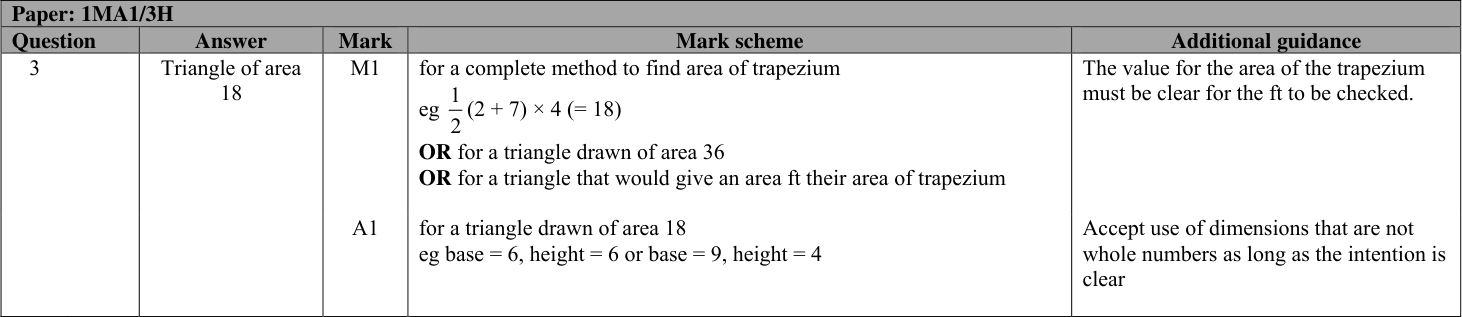 Paper: 1MA1/3H
Question Answer Mark Mark scheme Additional guidance
3 Triangle of area 18 M1 for a complete method to find area of trapezium
eg 1/2 (2 + 7) × 4 (= 18)
OR for a triangle drawn of area 36
OR for a triangle that would give an area ft their area of trapezium
The value for the area of the trapezium
must be clear for the ft to be checked.
A1 for a triangle drawn of area 18
eg base = 6, height = 6 or base = 9, height = 4
Accept use of dimensions that are not
whole numbers as long as the intention is
clear